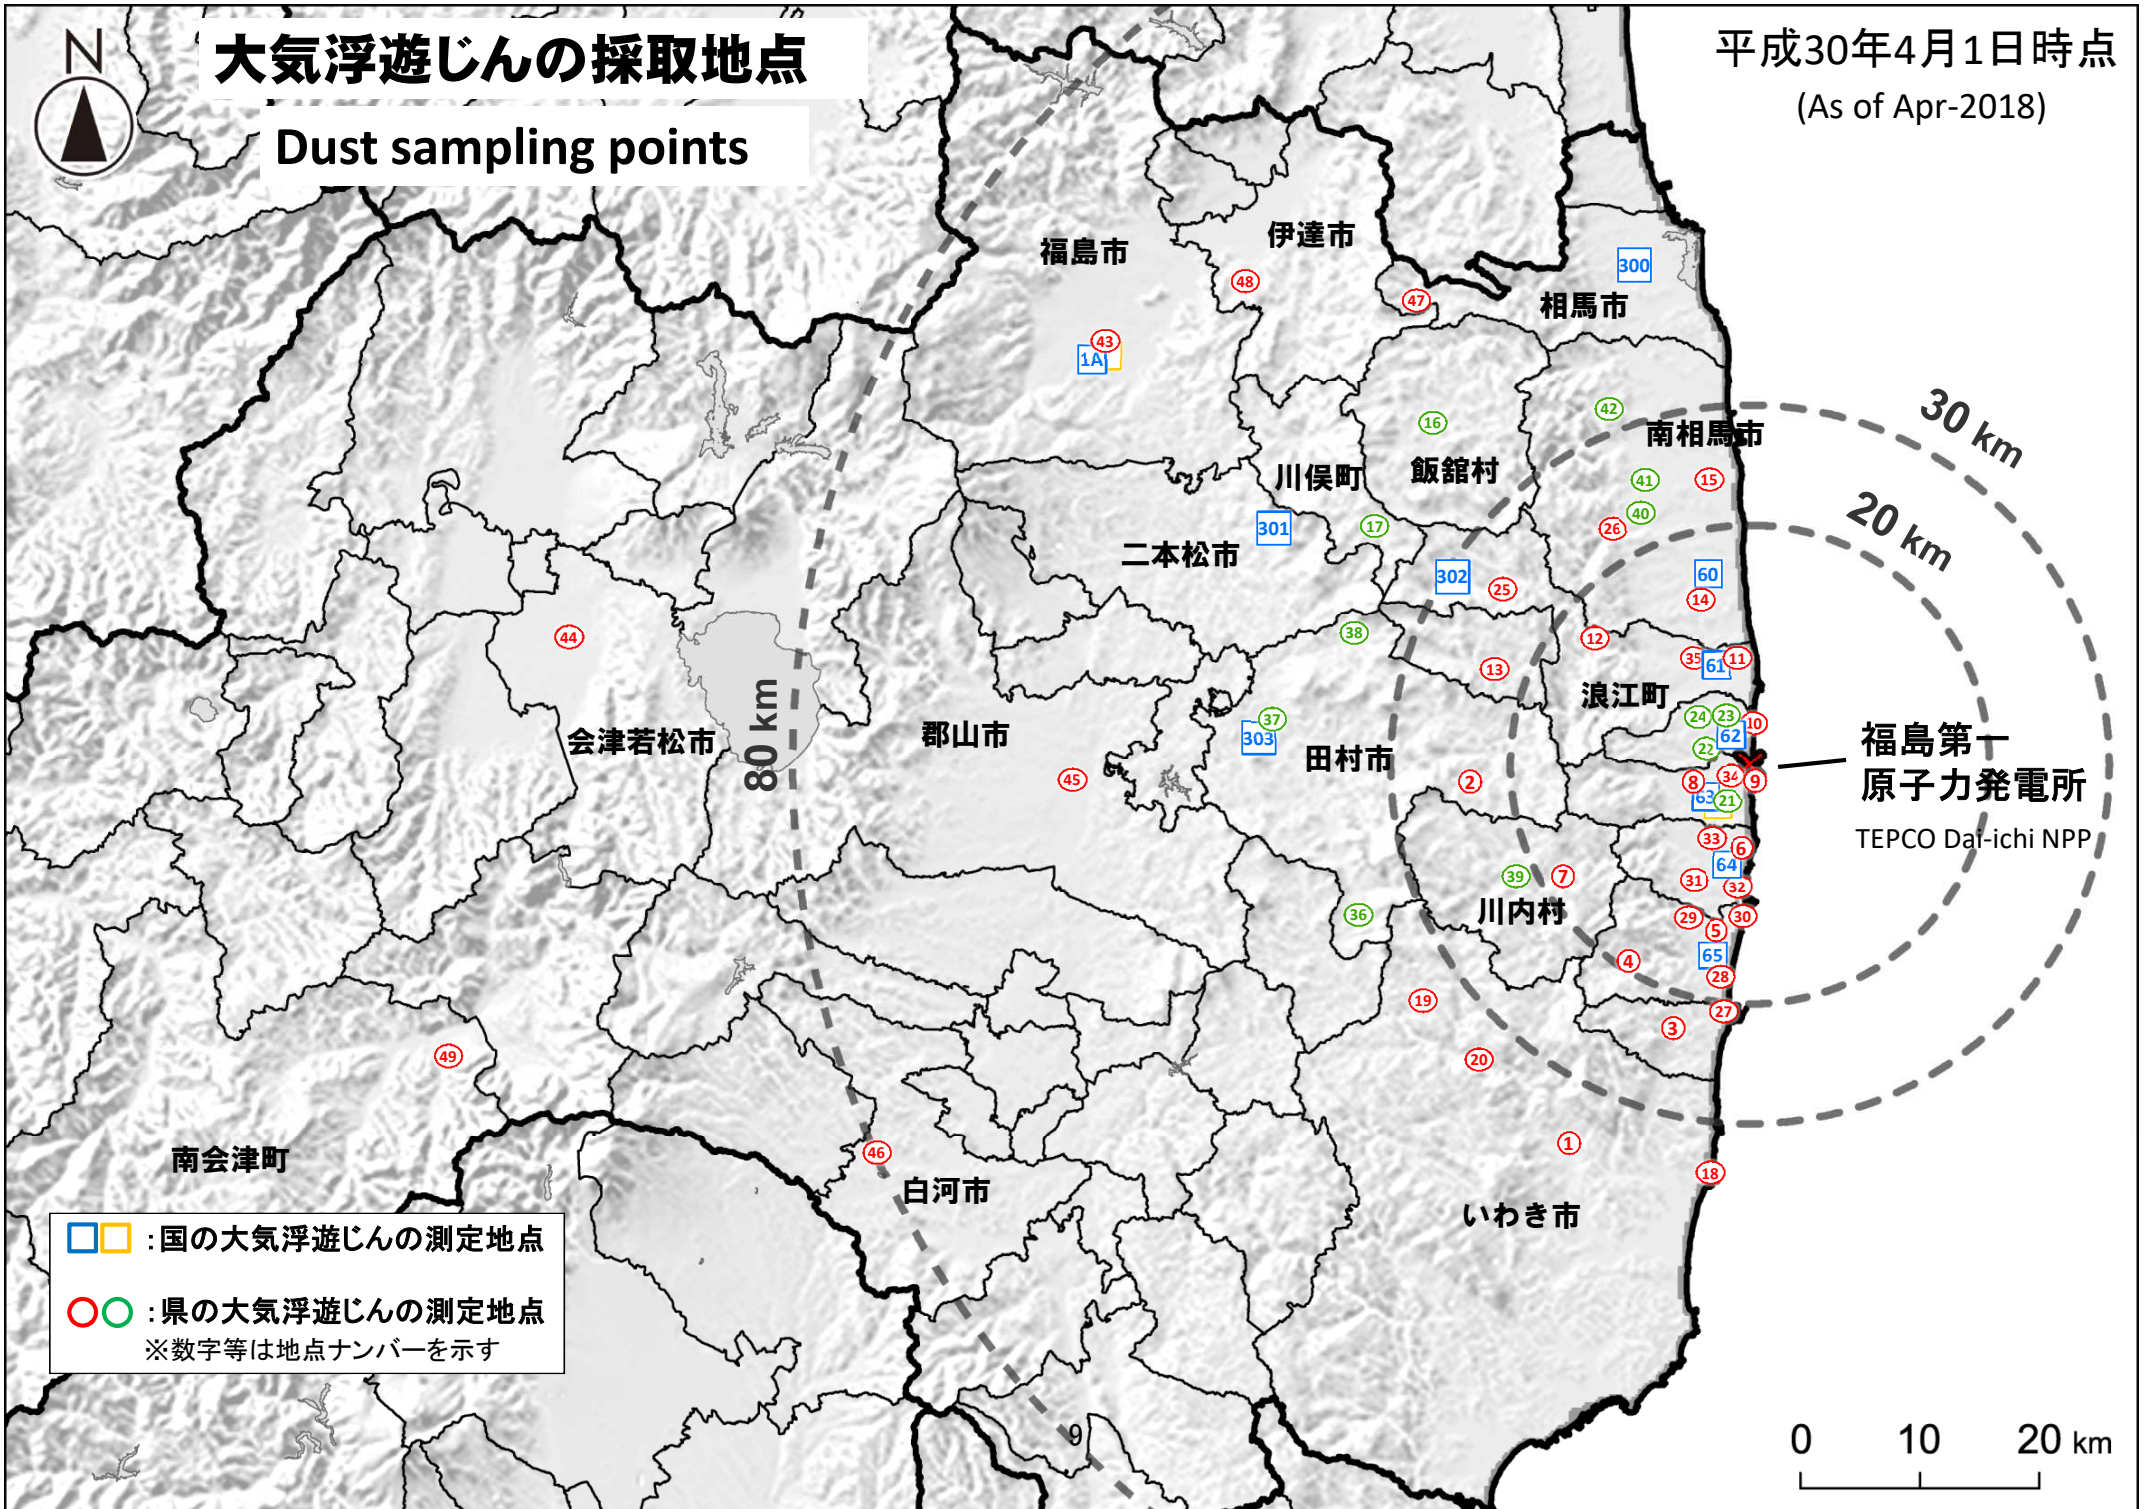 大気浮遊じんの採取地点
Dust sampling points
平成30年4月1日時点
(As of Apr-2018)
N
福島市
伊達市
300
相馬市
48
47
43
1A
42
16
30 km
南相馬市
川俣町
飯舘村
41
15
20 km
40
17
26
301
二本松市
302
25
60
14
44
38
12
35
61
11
13
浪江町
24
23
10
37
62
303
22
会津若松市
80 km
郡山市
田村市
福島第一
原子力発電所
TEPCO Dai-ichi NPP
45
2
8
34
9
63
21
33
6
64
39
7
31
32
川内村
36
29
30
5
4
65
28
19
27
3
49
20
1
46
18
南会津町
白河市
いわき市
:国の大気浮遊じんの測定地点
:県の大気浮遊じんの測定地点
※数字等は地点ナンバーを示す
9
0 10 20 km